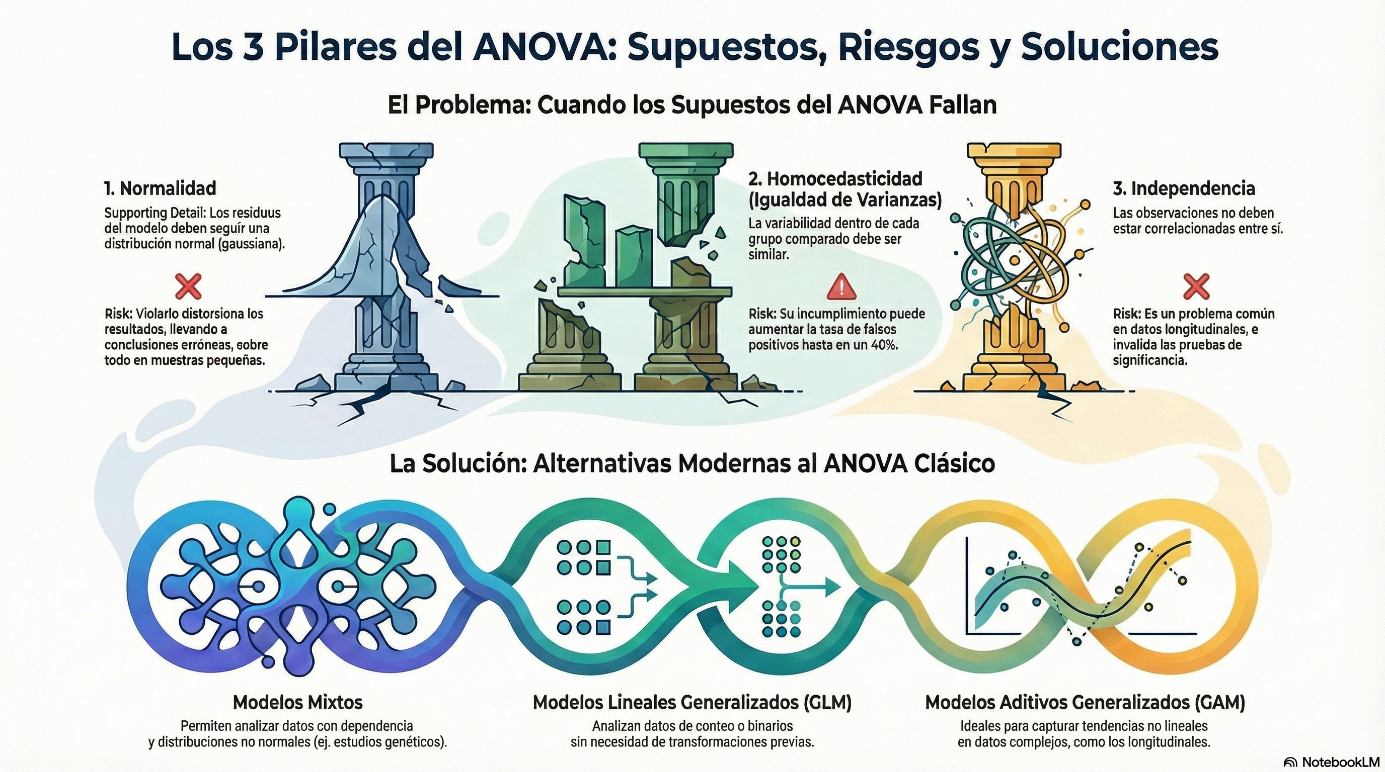 Los 3 Pilares del ANOVA: Supuestos, Riesgos y Soluciones
El Problema: Cuando los Supuestos del ANOVA Fallan
1. Normalidad
Supporting Detail: Los residuus
del modelo deben seguír una
distribución normal (gaussiana).
Risk: Violarlo distorsiona los
resultados, llevando a
conclusiones erróneas, eobre
todo en muestras pequeñas.
2. Homocedasticidad
(Igualdad de Varianzas)
La variabilidad dentro de cada
grupo comparado debe ser
similar.
Risk: Su incumplimiento puede
aumentar la tasa de falsos
positivos hasta en un 40%.
3. Independencia
Las observaciones no deben
estar correlacionadas entre sí.
Risk: Es un problema común
en datos longitudinales, e
invalida las pruebas de
significancia.
La Solución: Alternativas Modernas al ANOVA Clásico
Modelos Mixtos
Permiten analizar datos con dependencia
y distribuciones no normales (ej. estudios genéticos).
Modelos Lineales Generalizados (GLM)
Analizan datos de conteo o binarios
sin necesidad de transformaciones previas.
Modelos Aditivos Generalizados (GAM)
Ideales para capturar tendencias no lineales
en datos complejos, como los longitudinales.
NotebookLM